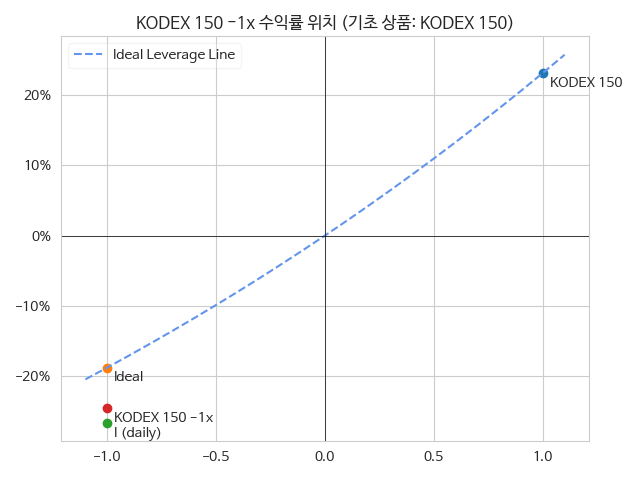 KODEX 150 −1x 수익률 위치 (기초 상품: KODEX 150)
Ideal Leverage Line
KODEX 150
20%
10%
0%
−10%
−20%
Ideal
KODEX 150 −1x
I (daily)
−1.0
−0.5
0.0
0.5
1.0